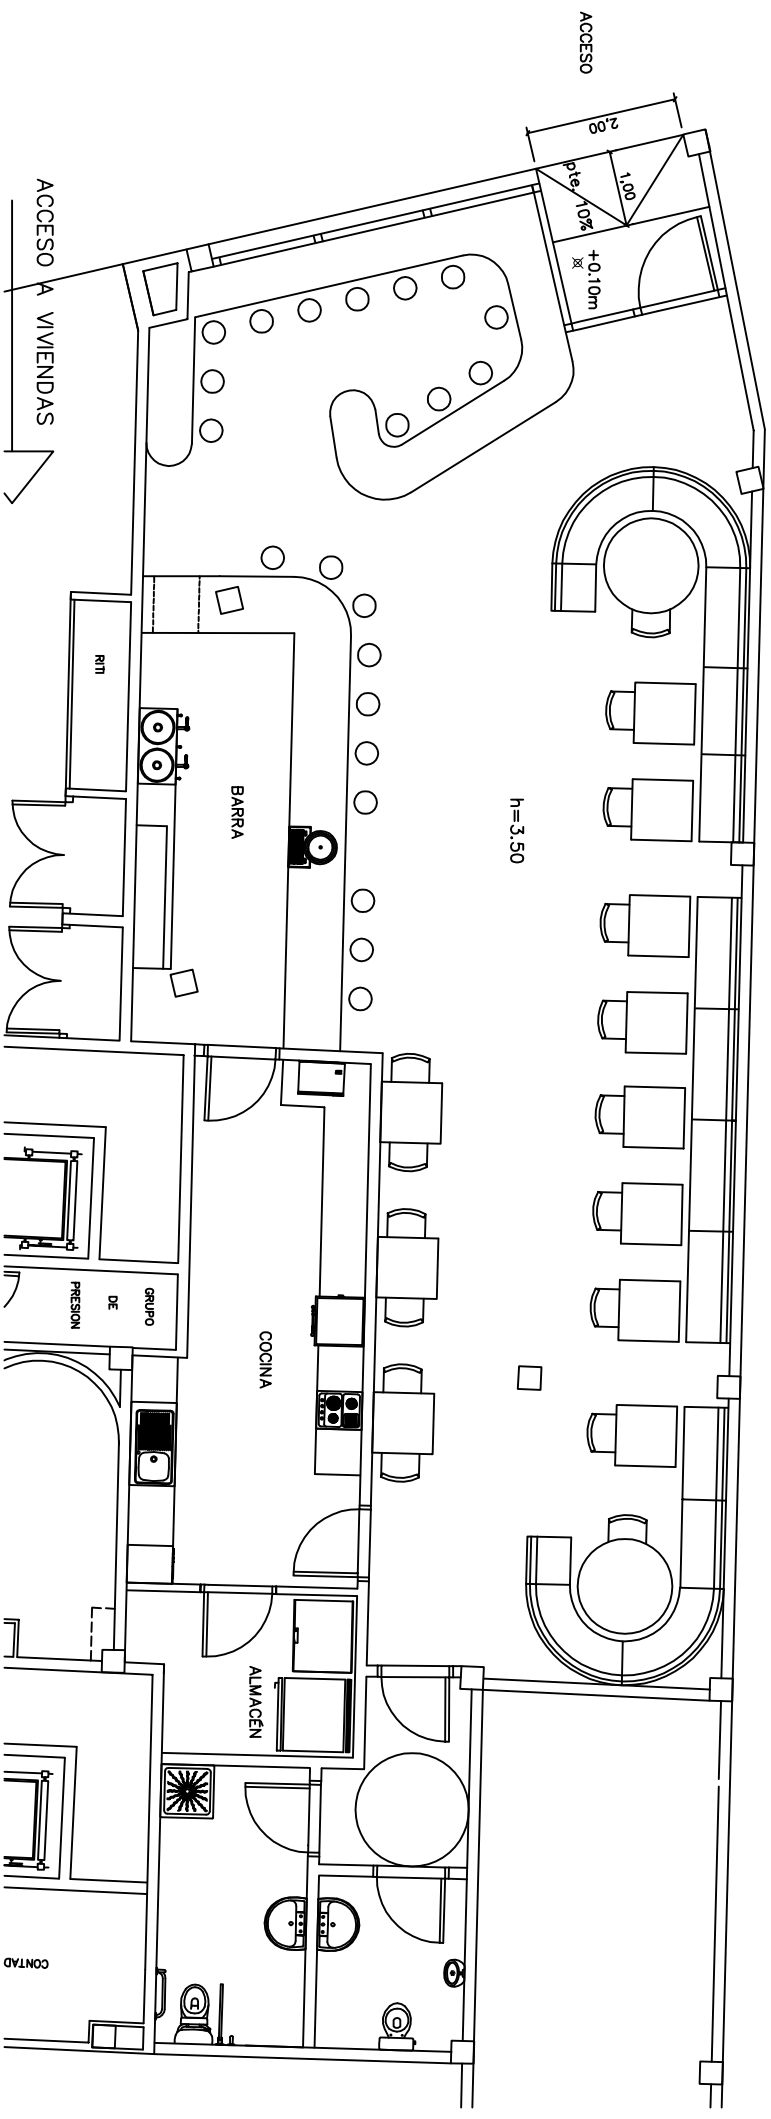 ACCESO
2,00
1,00
pte. 10%
+0.10m
ACCESO A VIVIENDAS
RITI
BARRA
h=3.50
GRUPO
DE
PRESION
COCINA
ALMACÉN
CONTAD